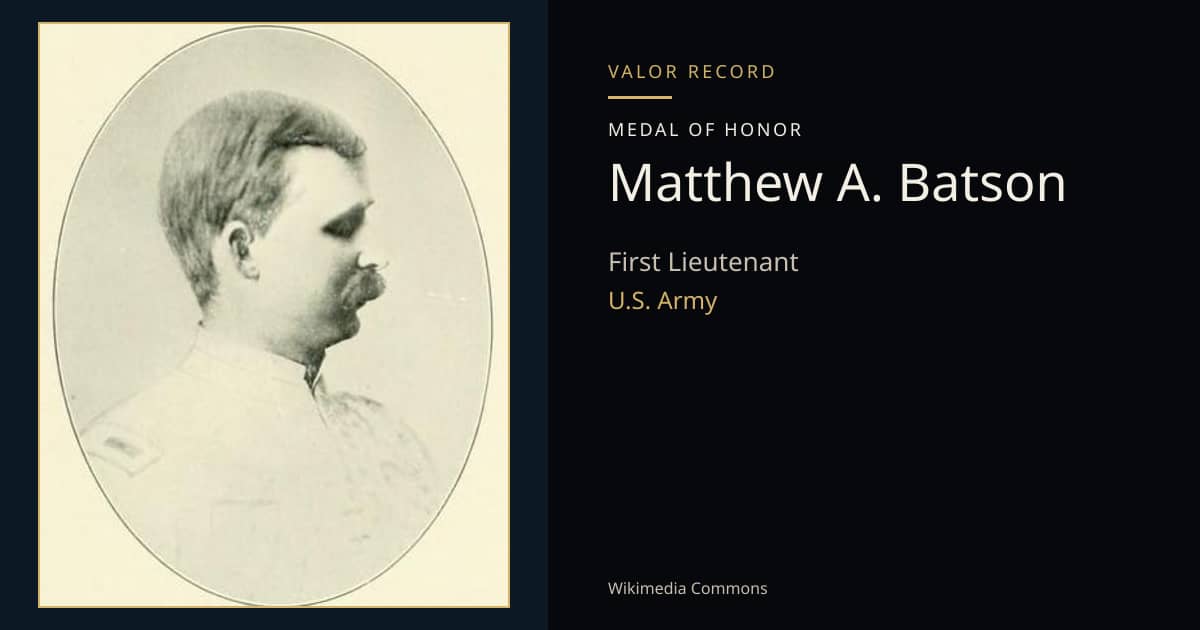 VALOR RECORD
MEDAL OF HONOR
Matthew A. Batson
First Lieutenant
U.S. Army
Wikimedia Commons